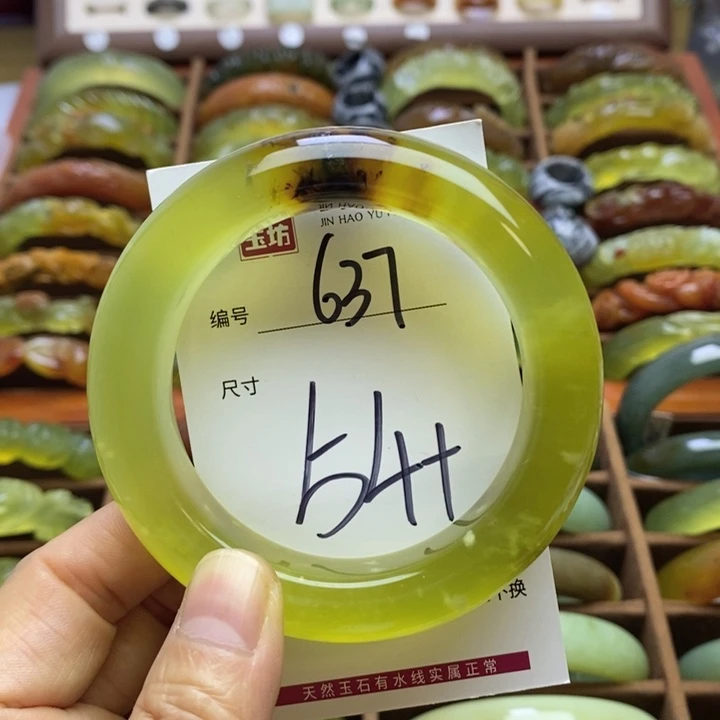 玉坊
JIN HAO YU
编号 637
尺寸 54+
不换
天然玉石有水线实属正常